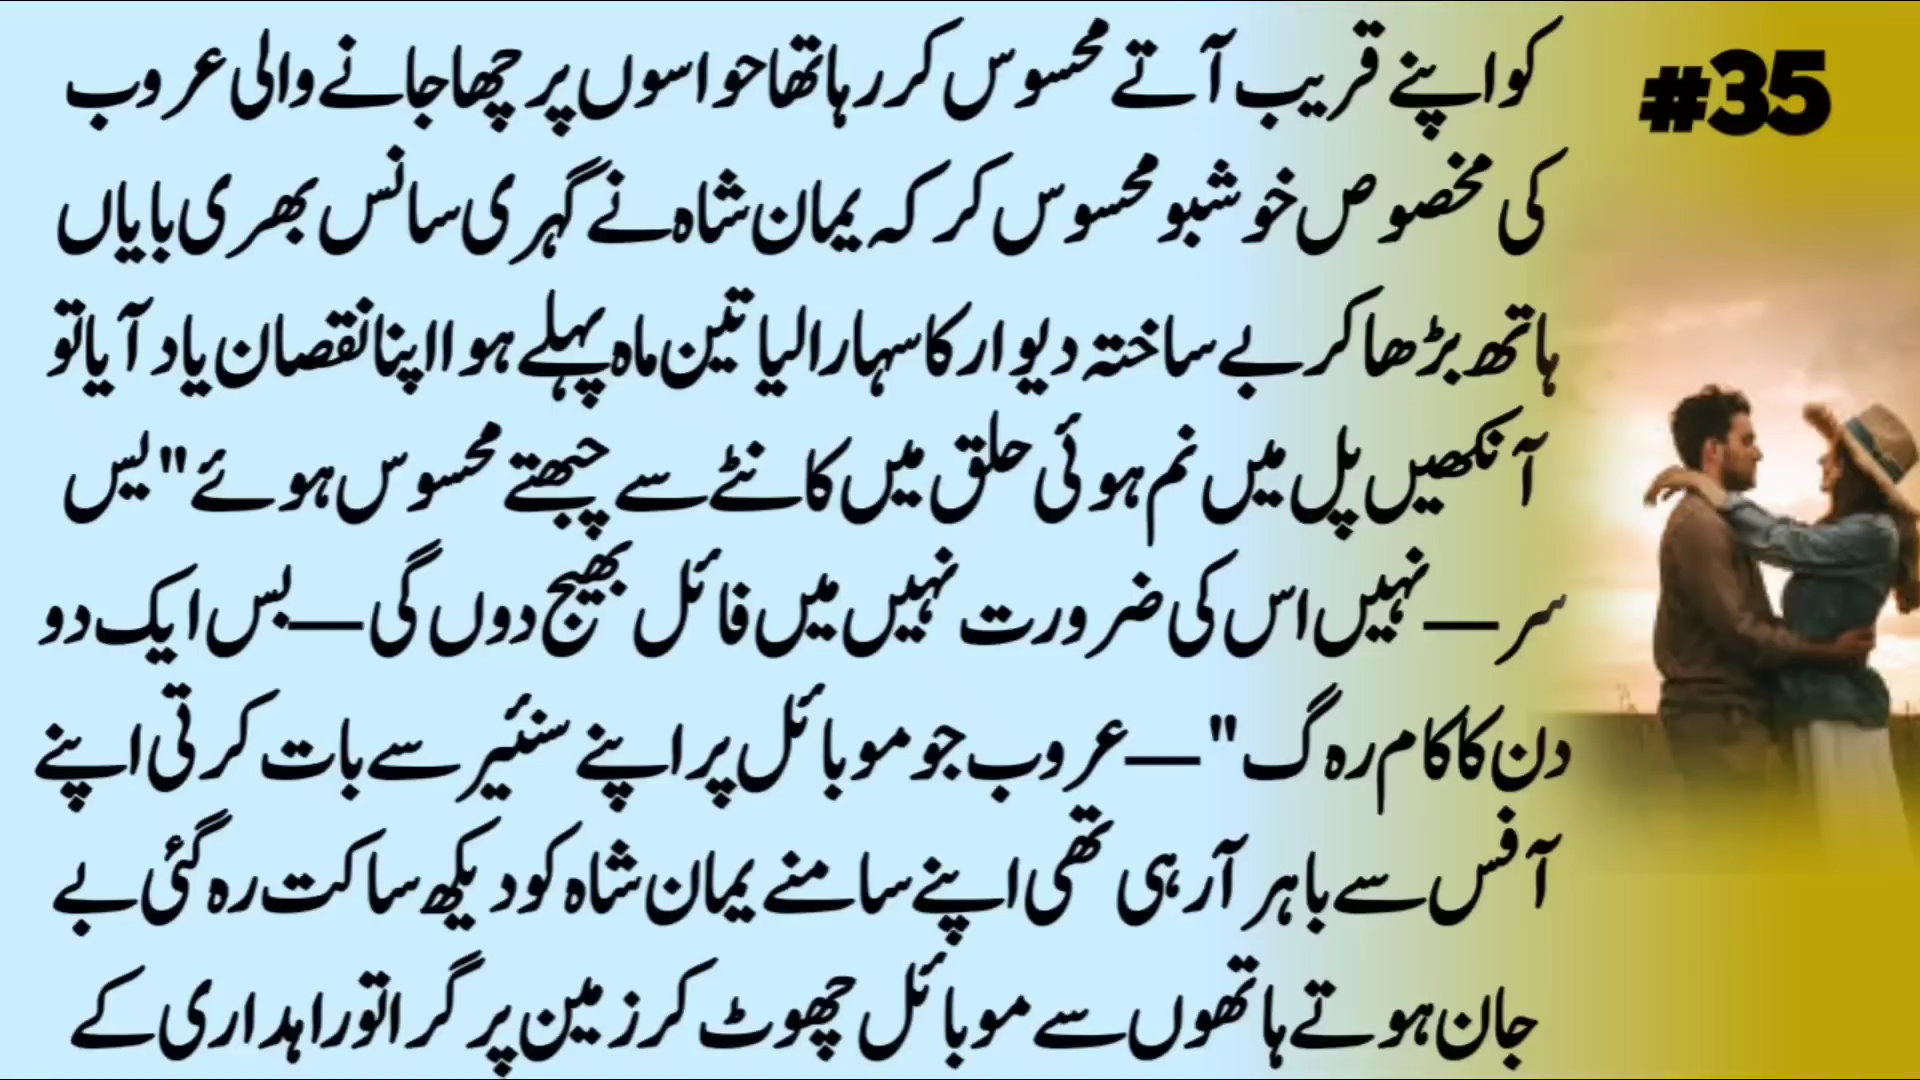 #35
کو اپنے قریب آتے محسوس کر رہا تھا حواسوں پر چھا جانے والی عروب
کی مخصوص خوشبو محسوس کر کہ یمان شاہ نے گہری سانس بھری بایاں
ہاتھ بڑھا کر بے ساختہ دیوار کا سہارا لیا تین ماہ پہلے ہوا اپنا نقصان یاد آیا تو
آنکھیں پل میں نم ہوئی حلق میں کانٹے سے چبھتے محسوس ہوئے "یس
سر — نہیں اس کی ضرورت نہیں میں فائل بھیج دوں گی — بس ایک دو
دن کا کام رہ گ" — عروب جو موبائل پر اپنے سنئیر سے بات کرتی اپنے
آفس سے باہر آ رہی تھی اپنے سامنے یمان شاہ کو دیکھ ساکت رہ گئی بے
جان ہوتے ہاتھوں سے موبائل چھوٹ کر زمین پر گرا تو راہداری کے